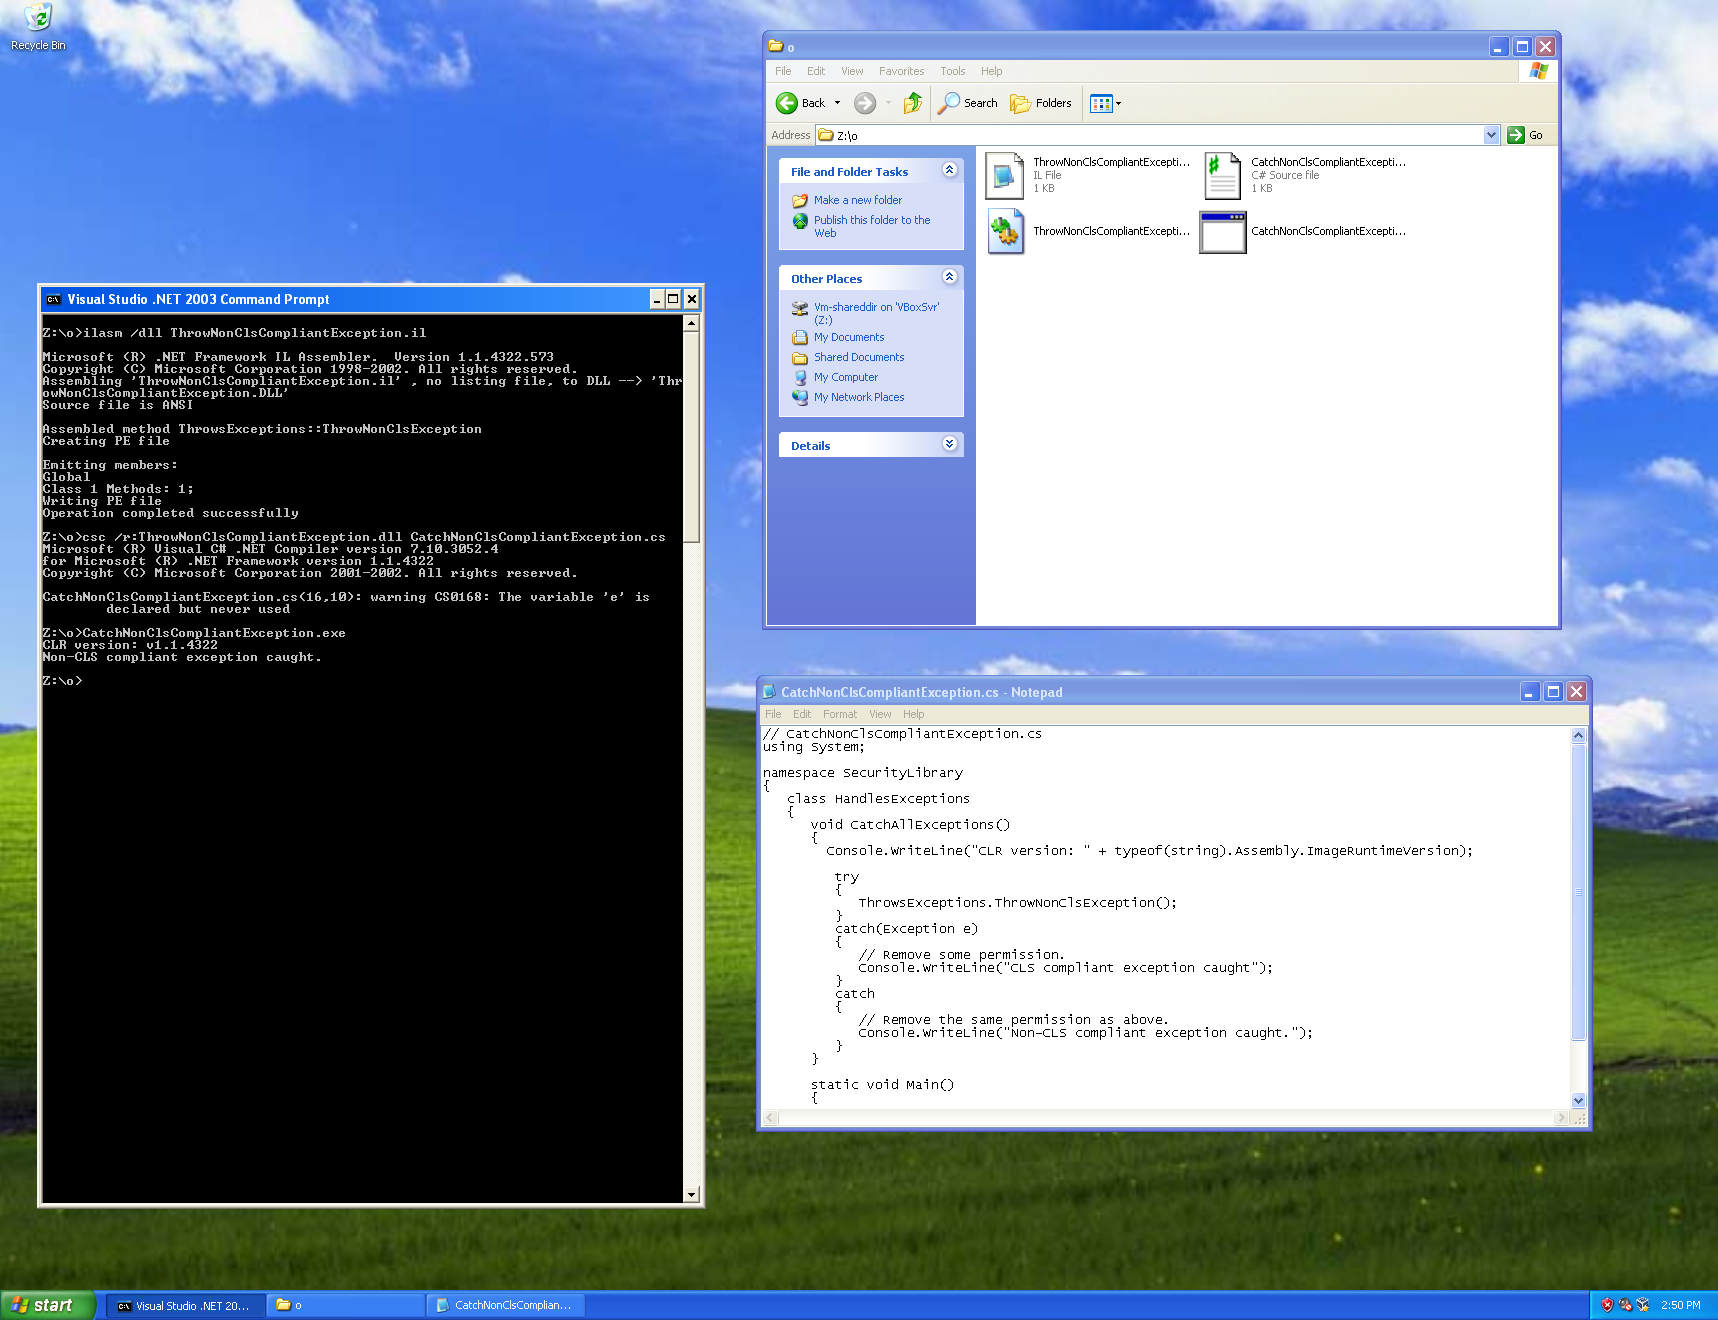 Recycle Bin
Visual Studio .NET 2003 Command Prompt
Z:\o>ilasm /dll ThrowNonClsCompliantException.il
Microsoft (R) .NET Framework IL Assembler.  Version 1.1.4322.573
Copyright (C) Microsoft Corporation 1998-2002. All rights reserved.
Assembling 'ThrowNonClsCompliantException.il' , no listing file, to DLL --> 'Thr
owNonClsCompliantException.DLL'
Source file is ANSI
Assembled method ThrowsExceptions::ThrowNonClsException
Creating PE file
Emitting members:
Global
Class 1 Methods: 1;
Writing PE file
Operation completed successfully
Z:\o>csc /r:ThrowNonClsCompliantException.dll CatchNonClsCompliantException.cs
Microsoft (R) Visual C# .NET Compiler version 7.10.3052.4
for Microsoft (R) .NET Framework version 1.1.4322
Copyright (C) Microsoft Corporation 2001-2002. All rights reserved.
CatchNonClsCompliantException.cs(16,10): warning CS0168: The variable 'e' is
declared but never used
Z:\o>CatchNonClsCompliantException.exe
CLR version: v1.1.4322
Non-CLS compliant exception caught.
Z:\o>
o
File Edit View Favorites Tools Help
Back Search Folders
Address Z:\o Go
File and Folder Tasks
Make a new folder
Publish this folder to the
Web
Other Places
Vm-shareddir on 'VBoxSvr'
(Z:)
My Documents
Shared Documents
My Computer
My Network Places
Details
ThrowNonClsCompliantExcepti...
IL File
1 KB
CatchNonClsCompliantExcepti...
C# Source file
1 KB
ThrowNonClsCompliantExcepti...
CatchNonClsCompliantExcepti...
CatchNonClsCompliantException.cs - Notepad
File Edit Format View Help
// CatchNonClsCompliantException.cs
using System;
namespace SecurityLibrary
{
class HandlesExceptions
{
void CatchAllExceptions()
{
Console.WriteLine("CLR version: " + typeof(string).Assembly.ImageRuntimeVersion);
try
{
ThrowsExceptions.ThrowNonClsException();
}
catch(Exception e)
{
// Remove some permission.
Console.WriteLine("CLS compliant exception caught");
}
catch
{
// Remove the same permission as above.
Console.WriteLine("Non-CLS compliant exception caught.");
}
}
static void Main()
{
start
Visual Studio .NET 20...
o
CatchNonClsComplian...
2:50 PM